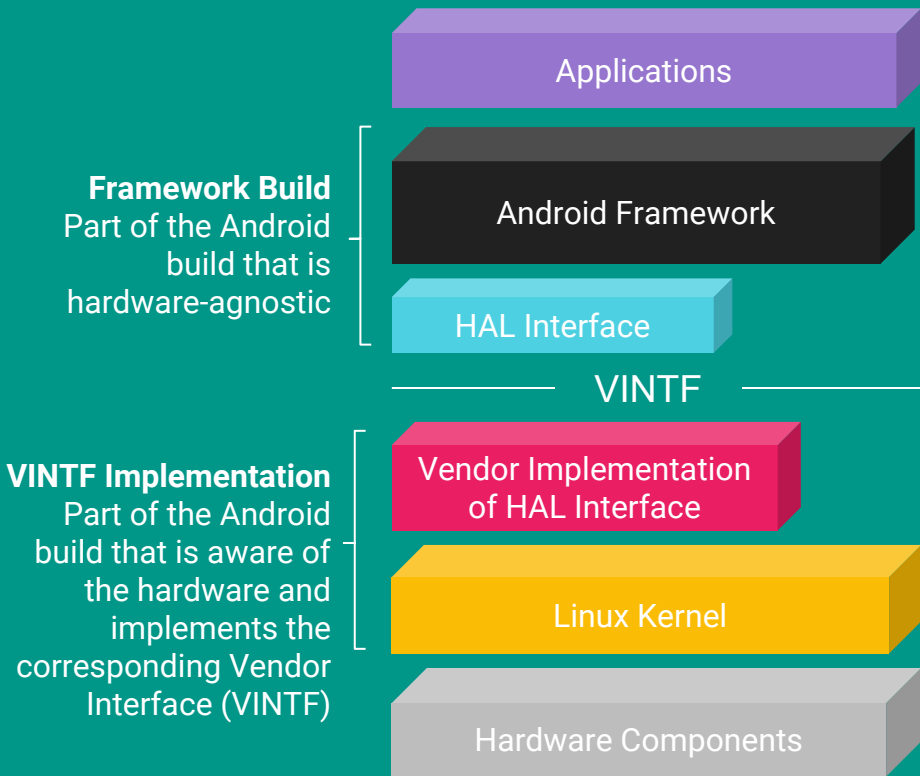 Applications
Framework Build
Part of the Android
build that is
hardware-agnostic
Android Framework
HAL Interface
VINTF
VINTF Implementation
Part of the Android
build that is aware of
the hardware and
implements the
corresponding Vendor
Interface (VINTF)
Vendor Implementation
of HAL Interface
Linux Kernel
Hardware Components